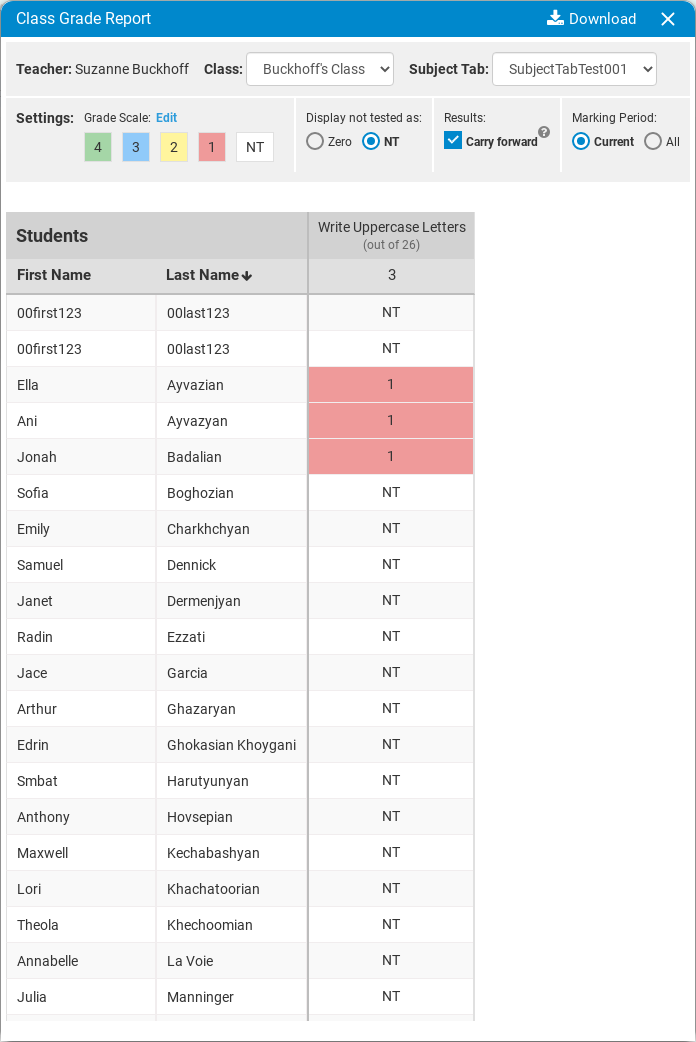 Class Grade Report Download
Teacher: Suzanne Buckhoff Class: Buckhoff's Class Subject Tab: SubjectTabTest001
Settings: Grade Scale: Edit Display not tested as: Results: Marking Period:
4 3 2 1 NT Zero NT Carry forward ? Current All
Students Write Uppercase Letters
(out of 26)
First Name Last Name 3
00first123 00last123 NT
00first123 00last123 NT
Ella Ayvazian 1
Ani Ayvazyan 1
Jonah Badalian 1
Sofia Boghozian NT
Emily Charkhchyan NT
Samuel Dennick NT
Janet Dermenjyan NT
Radin Ezzati NT
Jace Garcia NT
Arthur Ghazaryan NT
Edrin Ghokasian Khoygani NT
Smbat Harutyunyan NT
Anthony Hovsepian NT
Maxwell Kechabashyan NT
Lori Khachatoorian NT
Theola Khechoomian NT
Annabelle La Voie NT
Julia Manninger NT